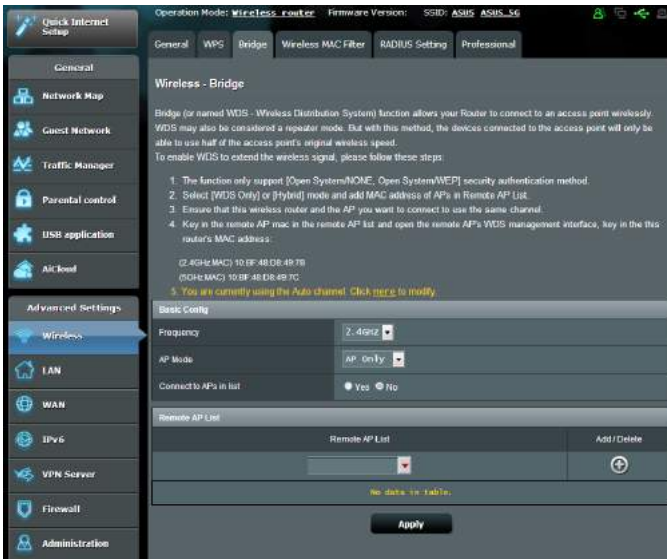 Quick Internet
Setup
Operation Mode: Wireless router Firmware Version: SSID: ASUS ASUS_5G
General WPS Bridge Wireless MAC Filter RADIUS Setting Professional
General
Network Map
Guest Network
Traffic Manager
Parental control
USB application
AiCloud
Advanced Settings
Wireless
LAN
WAN
IPv6
VPN Server
Firewall
Administration
Wireless - Bridge
Bridge (or named WDS - Wireless Distribution System) function allows your Router to connect to an access point wirelessly.
WDS may also be considered a repeater mode. But with this method, the devices connected to the access point will only be
able to use half of the access point's original wireless speed.
To enable WDS to extend the wireless signal, please follow these steps:
1. The function only support [Open System/NONE, Open System/WEP] security authentication method.
2. Select [WDS Only] or [Hybrid] mode and add MAC address of APs in Remote AP List.
3. Ensure that this wireless router and the AP you want to connect to use the same channel.
4. Key in the remote AP mac in the remote AP list and open the remote AP's WDS management interface, key in the this
router's MAC address:
(2.4GHz MAC) 10:BF:48:D8:49:78
(5GHz MAC) 10:BF:48:D8:49:7C
5. You are currently using the Auto channel. Click here to modify.
Basic Config
Frequency 2.4GHz
AP Mode AP Only
Connect to APs in list Yes No
Remote AP List
Remote AP List Add / Delete
No data in table.
Apply